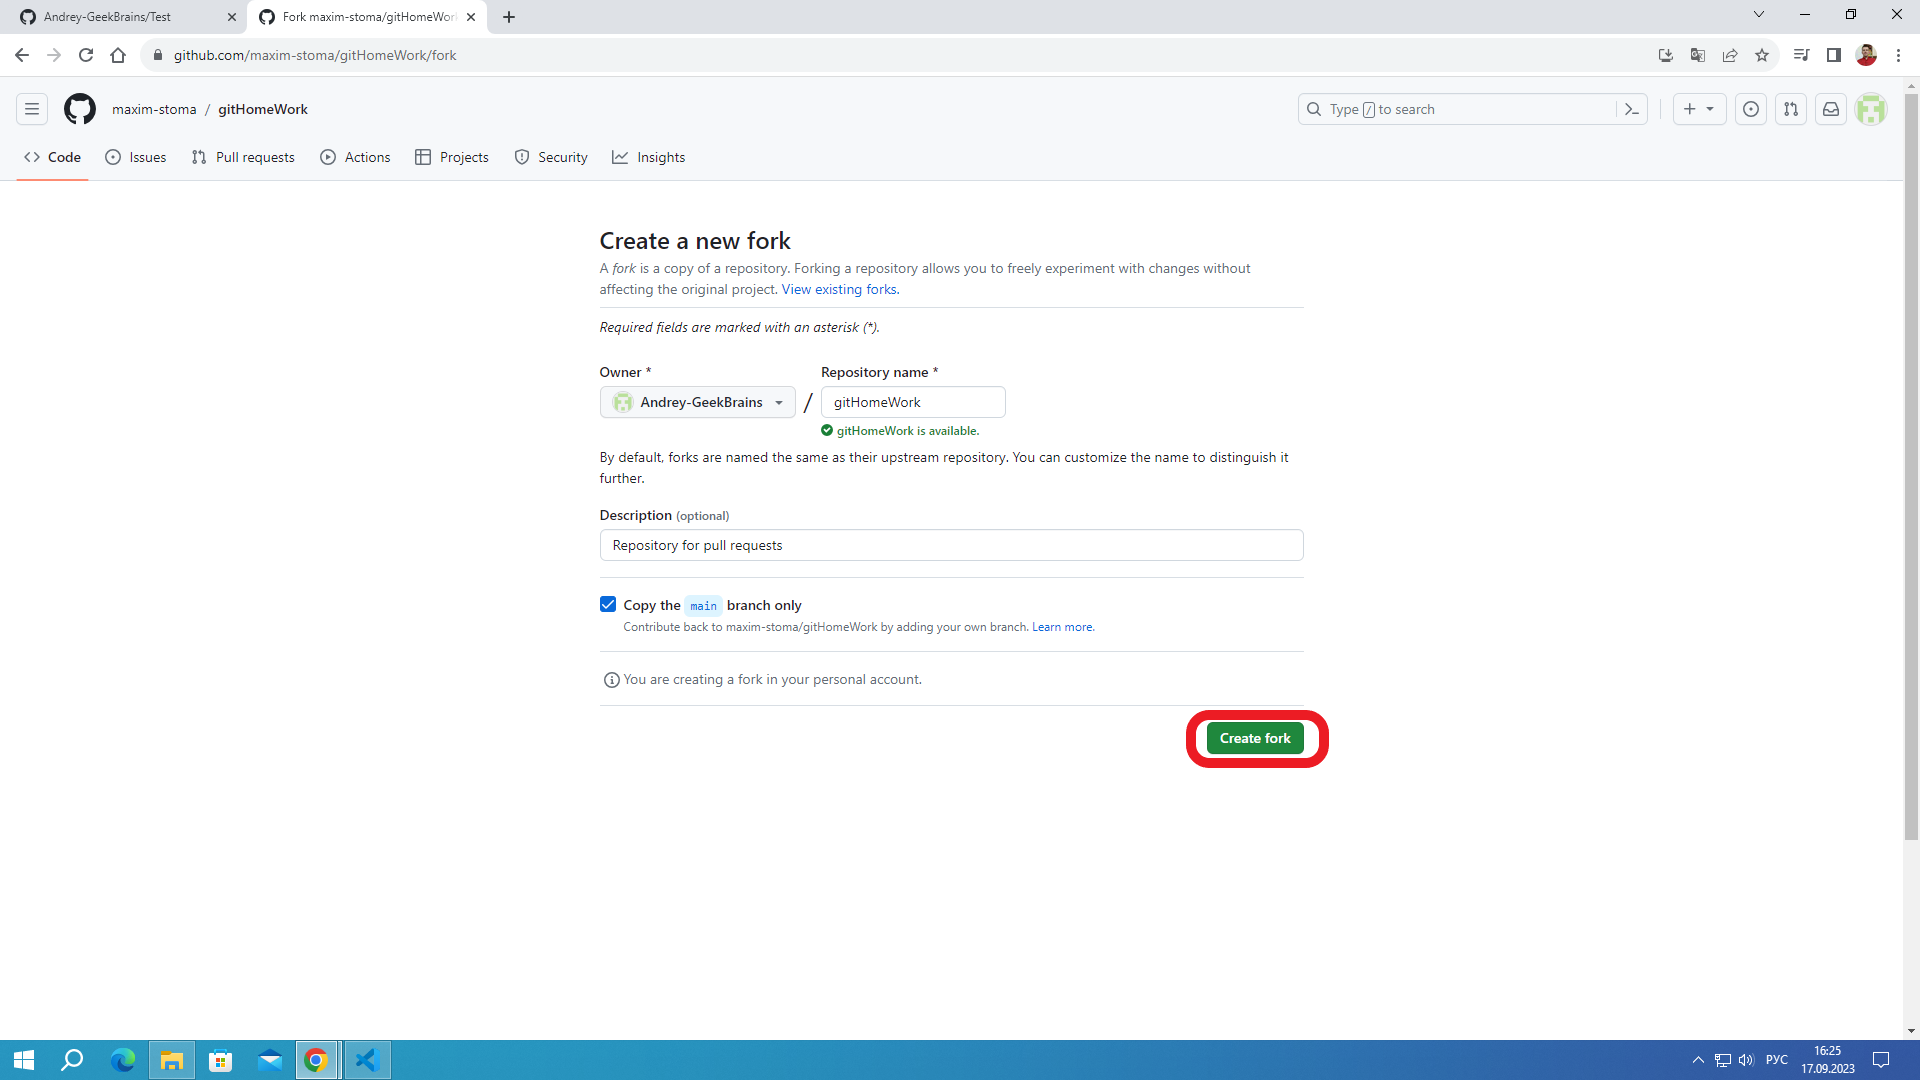 Andrey-GeekBrains/Test
Fork maxim-stoma/gitHomeWork
github.com/maxim-stoma/gitHomeWork/fork
maxim-stoma / gitHomeWork
Type / to search
Code Issues Pull requests Actions Projects Security Insights
Create a new fork
A fork is a copy of a repository. Forking a repository allows you to freely experiment with changes without
affecting the original project. View existing forks.
Required fields are marked with an asterisk (*).
Owner * Repository name *
Andrey-GeekBrains / gitHomeWork
gitHomeWork is available.
By default, forks are named the same as their upstream repository. You can customize the name to distinguish it
further.
Description (optional)
Repository for pull requests
Copy the main branch only
Contribute back to maxim-stoma/gitHomeWork by adding your own branch. Learn more.
You are creating a fork in your personal account.
Create fork
РУС
16:25
17.09.2023